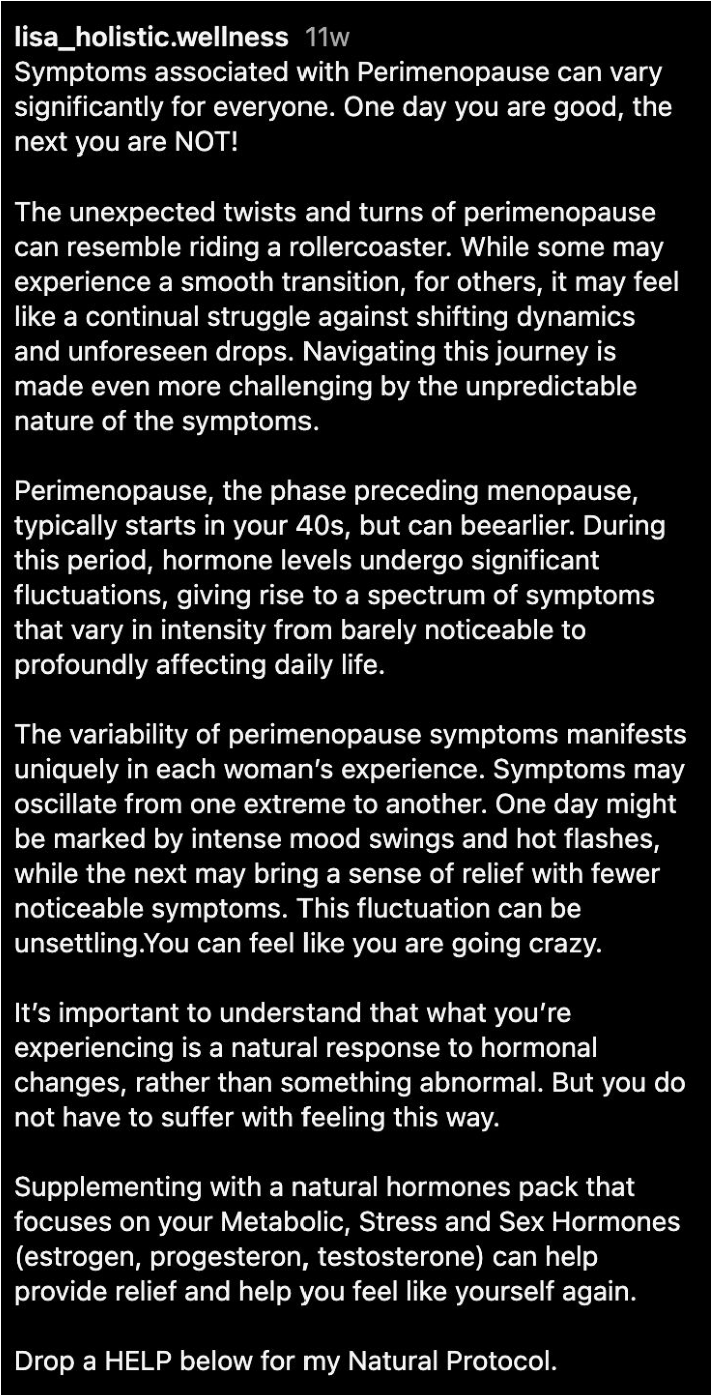 lisa_holistic.wellness 11w
Symptoms associated with Perimenopause can vary
significantly for everyone. One day you are good, the
next you are NOT!
The unexpected twists and turns of perimenopause
can resemble riding a rollercoaster. While some may
experience a smooth transition, for others, it may feel
like a continual struggle against shifting dynamics
and unforeseen drops. Navigating this journey is
made even more challenging by the unpredictable
nature of the symptoms.
Perimenopause, the phase preceding menopause,
typically starts in your 40s, but can beearlier. During
this period, hormone levels undergo significant
fluctuations, giving rise to a spectrum of symptoms
that vary in intensity from barely noticeable to
profoundly affecting daily life.
The variability of perimenopause symptoms manifests
uniquely in each woman's experience. Symptoms may
oscillate from one extreme to another. One day might
be marked by intense mood swings and hot flashes,
while the next may bring a sense of relief with fewer
noticeable symptoms. This fluctuation can be
unsettling.You can feel like you are going crazy.
It's important to understand that what you're
experiencing is a natural response to hormonal
changes, rather than something abnormal. But you do
not have to suffer with feeling this way.
Supplementing with a natural hormones pack that
focuses on your Metabolic, Stress and Sex Hormones
(estrogen, progesteron, testosterone) can help
provide relief and help you feel like yourself again.
Drop a HELP below for my Natural Protocol.